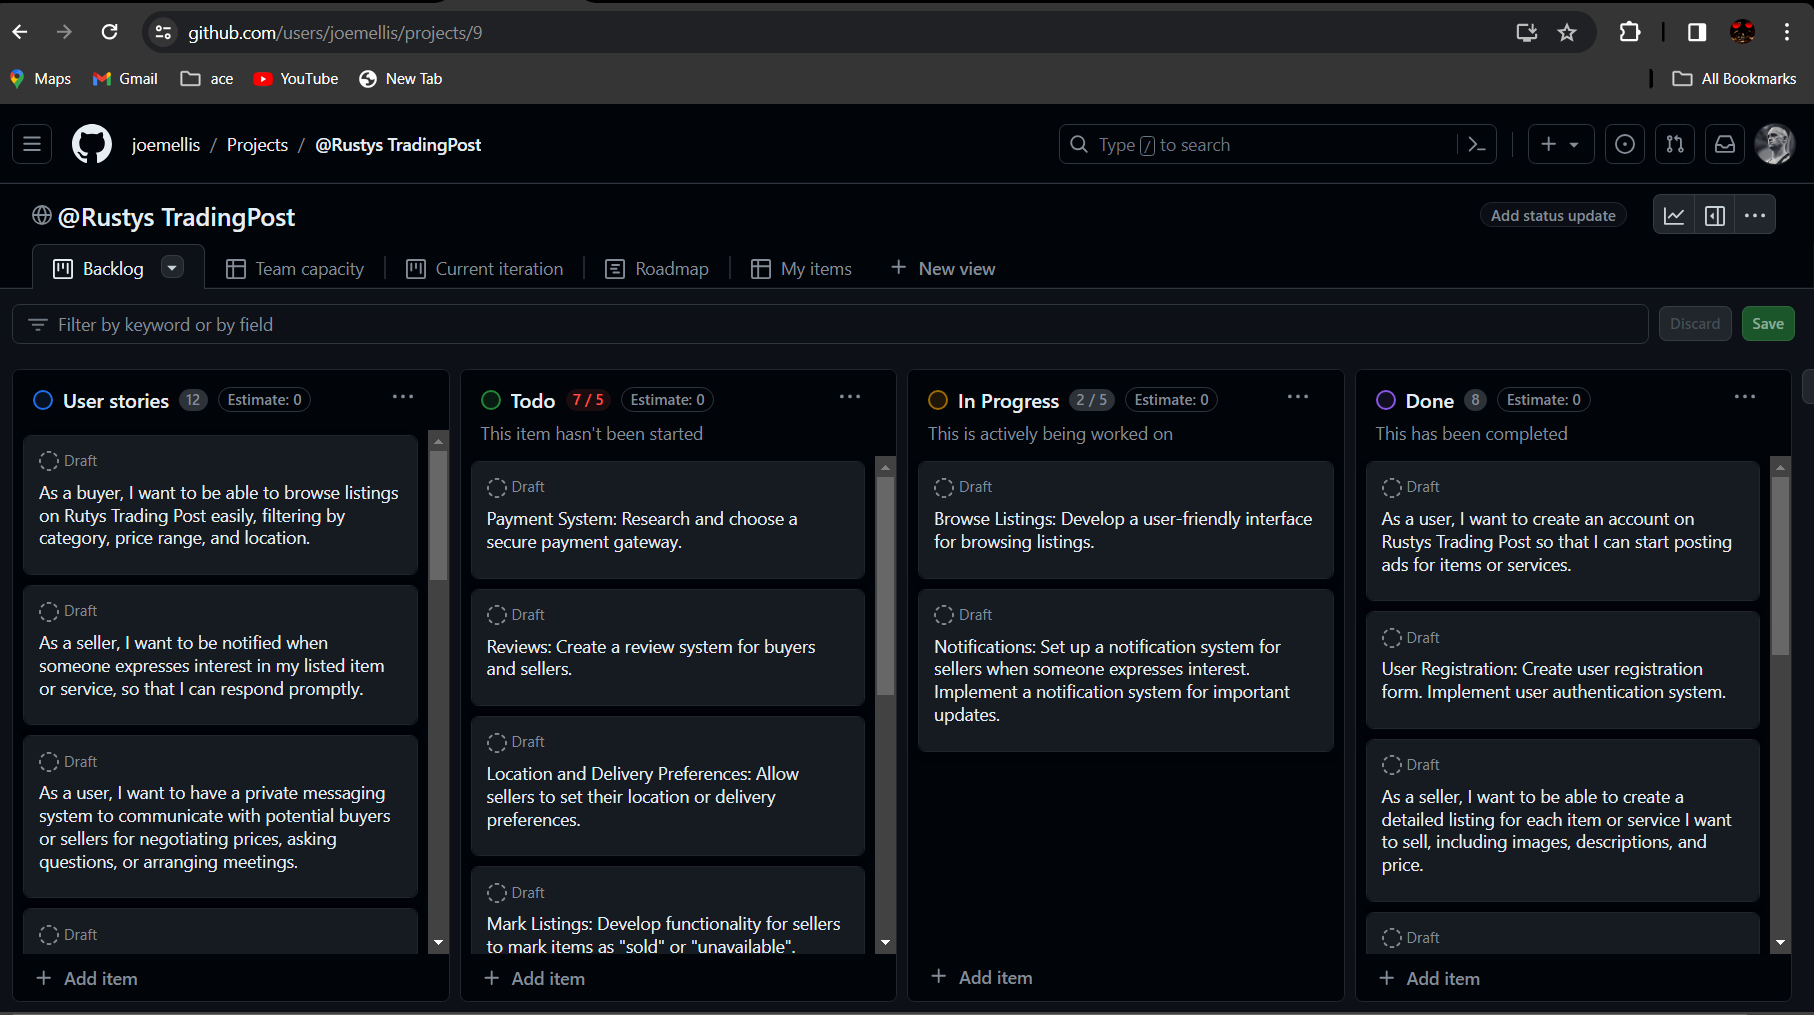 github.com/users/joemellis/projects/9
Maps
Gmail
ace
YouTube
New Tab
All Bookmarks
joemellis / Projects / @Rustys TradingPost
Type / to search
@Rustys TradingPost
Add status update
Backlog
Team capacity
Current iteration
Roadmap
My items
+ New view
Filter by keyword or by field
Discard
Save
User stories 12 Estimate: 0
Draft
As a buyer, I want to be able to browse listings
on Rutys Trading Post easily, filtering by
category, price range, and location.
Draft
As a seller, I want to be notified when
someone expresses interest in my listed item
or service, so that I can respond promptly.
Draft
As a user, I want to have a private messaging
system to communicate with potential buyers
or sellers for negotiating prices, asking
questions, or arranging meetings.
Draft
+ Add item
Todo 7 / 5 Estimate: 0
This item hasn't been started
Draft
Payment System: Research and choose a
secure payment gateway.
Draft
Reviews: Create a review system for buyers
and sellers.
Draft
Location and Delivery Preferences: Allow
sellers to set their location or delivery
preferences.
Draft
Mark Listings: Develop functionality for sellers
to mark items as "sold" or "unavailable".
+ Add item
In Progress 2 / 5 Estimate: 0
This is actively being worked on
Draft
Browse Listings: Develop a user-friendly interface
for browsing listings.
Draft
Notifications: Set up a notification system for
sellers when someone expresses interest.
Implement a notification system for important
updates.
+ Add item
Done 8 Estimate: 0
This has been completed
Draft
As a user, I want to create an account on
Rustys Trading Post so that I can start posting
ads for items or services.
Draft
User Registration: Create user registration
form. Implement user authentication system.
Draft
As a seller, I want to be able to create a
detailed listing for each item or service I want
to sell, including images, descriptions, and
price.
Draft
+ Add item